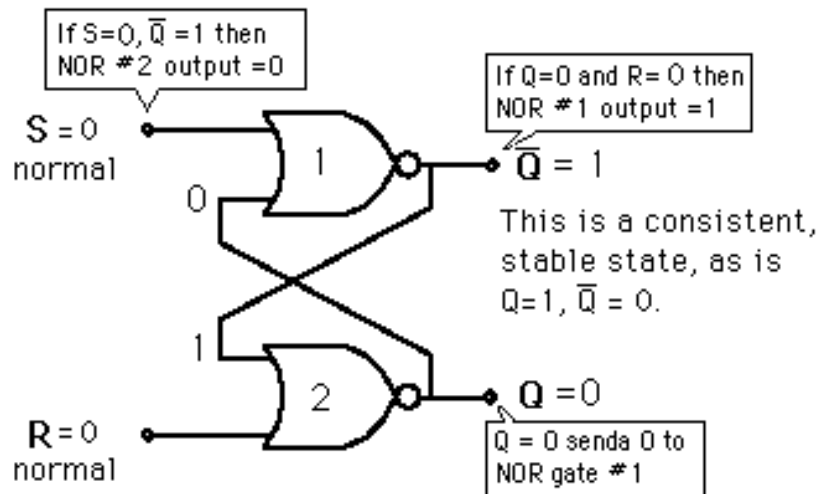 If S=0, Q̅ =1 then
NOR #2 output =0
If Q=0 and R= 0 then
NOR #1 output =1
S = 0
normal
1
Q̅ = 1
0
This is a consistent,
stable state, as is
Q=1, Q̅ = 0.
1
2
Q =0
R = 0
normal
Q = 0 senda 0 to
NOR gate #1